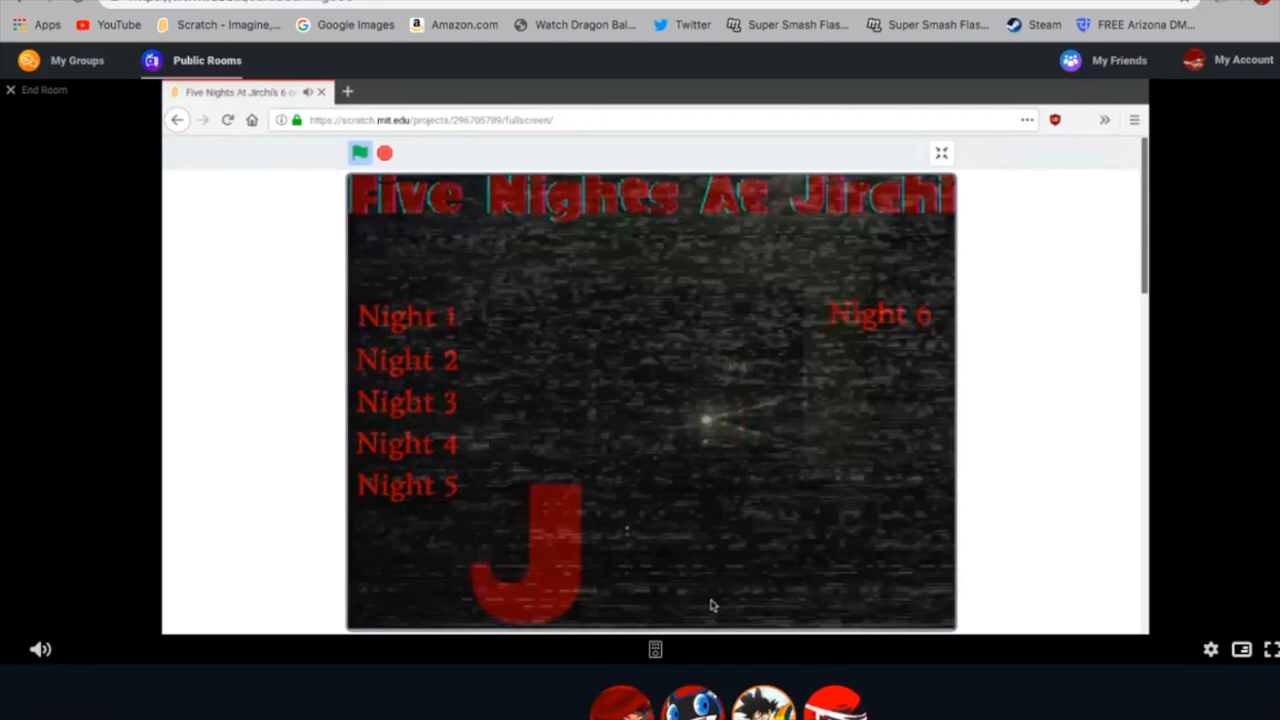 Apps YouTube Scratch - Imagine,... Google Images Amazon.com Watch Dragon Bal... Twitter Super Smash Flas... Super Smash Flas... Steam FREE Arizona DM...
My Groups Public Rooms My Friends My Account
End Room
Five Nights At Jirchi's 6 o
https://scratch.mit.edu/projects/296705789/fullscreen/
Five Nights At Jirchi
Night 1 Night 6
Night 2
Night 3
Night 4
Night 5
J